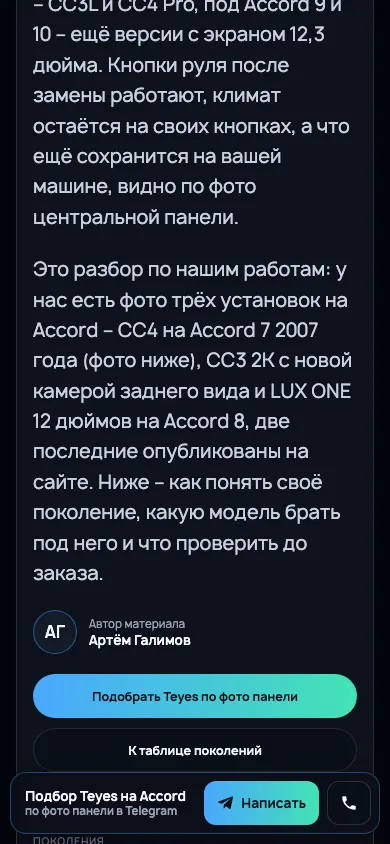 – CC3L и CC4 Pro, под Accord 9 и
10 – ещё версии с экраном 12,3
дюйма. Кнопки руля после
замены работают, климат
остаётся на своих кнопках, а что
ещё сохранится на вашей
машине, видно по фото
центральной панели.
Это разбор по нашим работам: у
нас есть фото трёх установок на
Accord – CC4 на Accord 7 2007
года (фото ниже), CC3 2K с новой
камерой заднего вида и LUX ONE
12 дюймов на Accord 8, две
последние опубликованы на
сайте. Ниже – как понять своё
поколение, какую модель брать
под него и что проверить до
заказа.
АГ
Автор материала
Артём Галимов
Подобрать Teyes по фото панели
К таблице поколений
Подбор Teyes на Accord
по фото панели в Telegram
Написать
ПОКОЛЕНИЯ